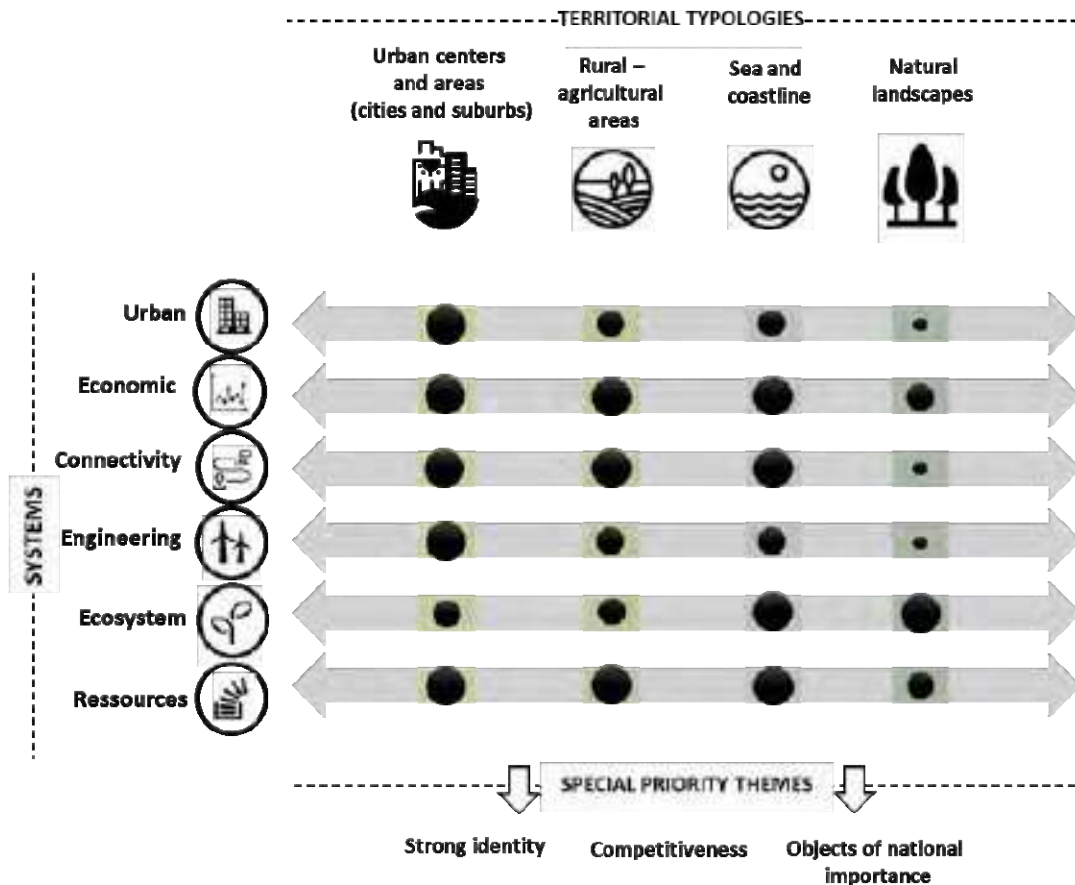 TERRITORIAL TYPOLOGIES
Urban centers
and areas
(cities and suburbs)
Rural –
agricultural
areas
Sea and
coastline
Natural
landscapes
SYSTEMS
Urban
Economic
Connectivity
Engineering
Ecosystem
Ressources
SPECIAL PRIORITY THEMES
Strong identity
Competitiveness
Objects of national
importance